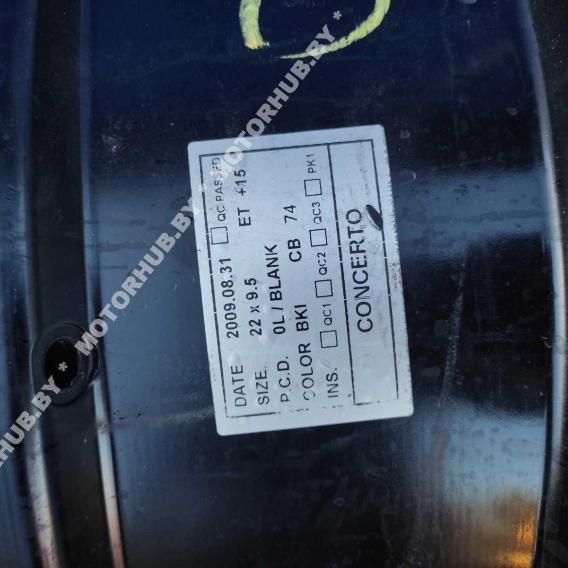 DATE 2009.08.31 QC PASSED
SIZE. 22 x 9.5 ET +15
P.C.D. 0L / BLANK
COLOR BKI CB 74
INS. QC1 QC2 QC3 PK1
CONCERTO
MOTORHUB.BY * MOTORHUB.BY * MOTORHUB.BY *